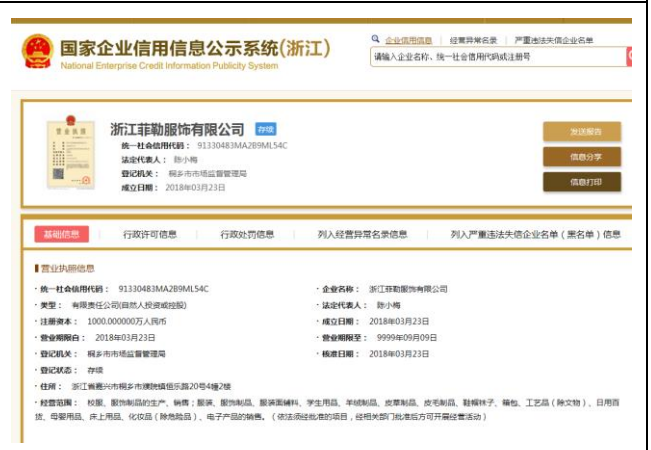 国家企业信用信息公示系统(浙江)
National Enterprise Credit Information Publicity System
企业信用信息 | 经营异常名录 | 严重违法失信企业名单
请输入企业名称、统一社会信用代码或注册号
营业执照
浙江菲勒服饰有限公司 存续
统一社会信用代码： 91330483MA2B9ML54C
法定代表人： 陈小梅
登记机关： 桐乡市市场监督管理局
成立日期： 2018年03月23日
发送报告
信息分享
信息打印
基础信息 | 行政许可信息 | 行政处罚信息 | 列入经营异常名录信息 | 列入严重违法失信企业名单（黑名单）信息
营业执照信息
· 统一社会信用代码： 91330483MA2B9ML54C
· 企业名称： 浙江菲勒服饰有限公司
· 类型： 有限责任公司(自然人投资或控股)
· 法定代表人： 陈小梅
· 注册资本： 1000.000000万人民币
· 成立日期： 2018年03月23日
· 营业期限自： 2018年03月23日
· 营业期限至： 9999年09月09日
· 登记机关： 桐乡市市场监督管理局
· 核准日期： 2018年03月23日
· 登记状态： 存续
· 住所： 浙江省嘉兴市桐乡市濮院镇恒乐路20号4幢2楼
· 经营范围： 校服、服饰制品的生产、销售；服装、服饰制品、服装面辅料、学生用品、羊绒制品、皮草制品、皮毛制品、鞋帽袜子、箱包、工艺品（除文物）、日用百
货、母婴用品、床上用品、化妆品（除危险品）、电子产品的销售。（依法须经批准的项目，经相关部门批准后方可开展经营活动）